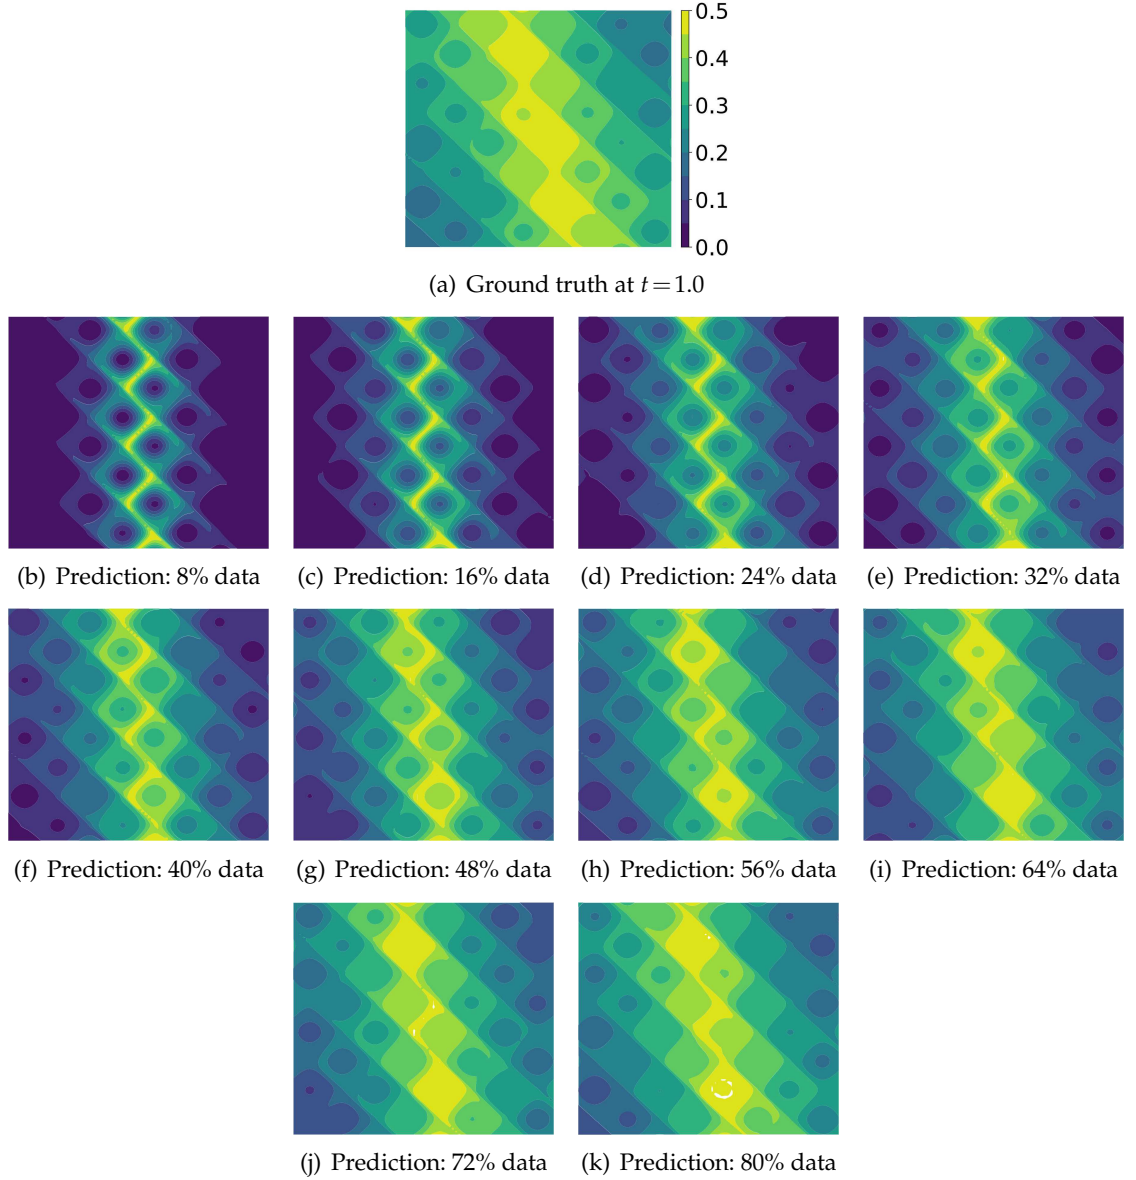 0.5
0.4
0.3
0.2
0.1
0.0
(a) Ground truth at t = 1.0
(b) Prediction: 8% data
(c) Prediction: 16% data
(d) Prediction: 24% data
(e) Prediction: 32% data
(f) Prediction: 40% data
(g) Prediction: 48% data
(h) Prediction: 56% data
(i) Prediction: 64% data
(j) Prediction: 72% data
(k) Prediction: 80% data